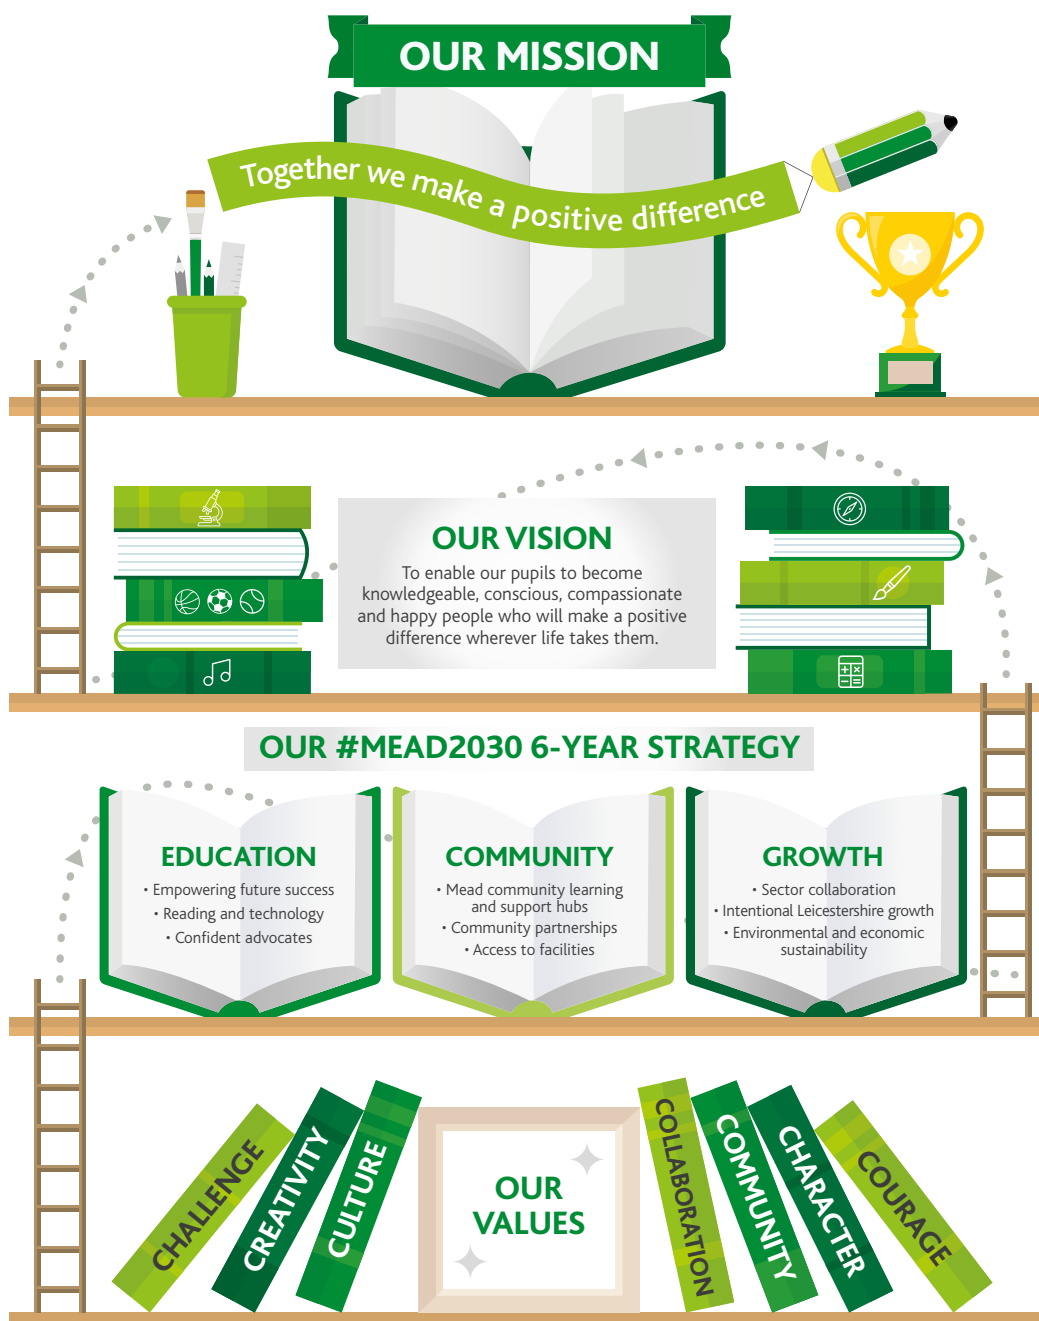 OUR MISSION
Together we make a positive difference
OUR VISION
To enable our pupils to become
knowledgeable, conscious, compassionate
and happy people who will make a positive
difference wherever life takes them.
OUR #MEAD2030 6-YEAR STRATEGY
EDUCATION
• Empowering future success
• Reading and technology
• Confident advocates
COMMUNITY
• Mead community learning
and support hubs
• Community partnerships
• Access to facilities
GROWTH
• Sector collaboration
• Intentional Leicestershire growth
• Environmental and economic
sustainability
CHALLENGE
CREATIVITY
CULTURE
OUR
VALUES
COLLABORATION
COMMUNITY
CHARACTER
COURAGE